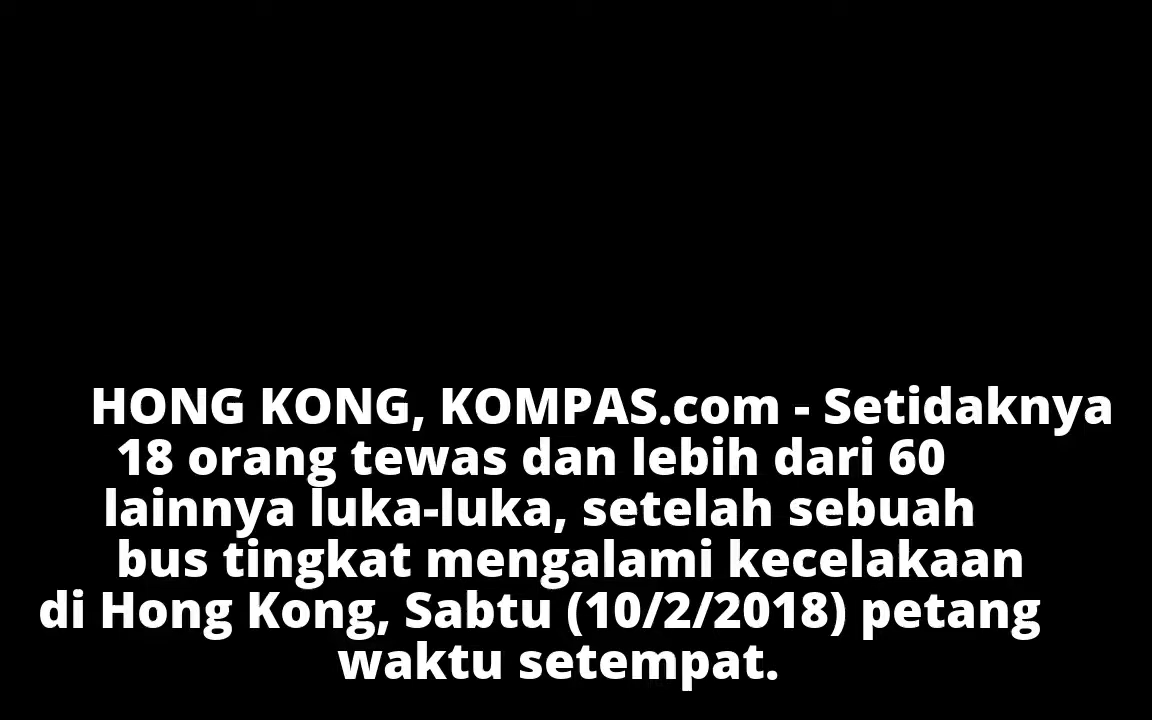 HONG KONG, KOMPAS.com - Setidaknya
18 orang tewas dan lebih dari 60
lainnya luka-luka, setelah sebuah
bus tingkat mengalami kecelakaan
di Hong Kong, Sabtu (10/2/2018) petang
waktu setempat.